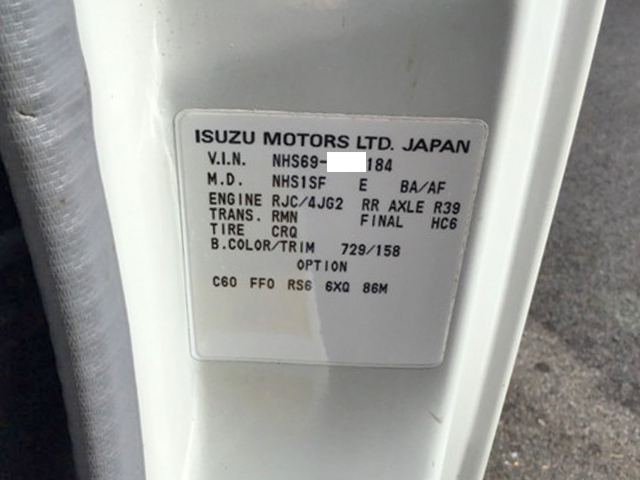 ISUZU MOTORS LTD. JAPAN
V.I.N. NHS69- 184
M.D. NHS1SF E BA/AF
ENGINE RJC/4JG2 RR AXLE R39
TRANS. RMN FINAL HC6
TIRE CRQ
B.COLOR/TRIM 729/158
OPTION
C60 FF0 RS6 6XQ 86M